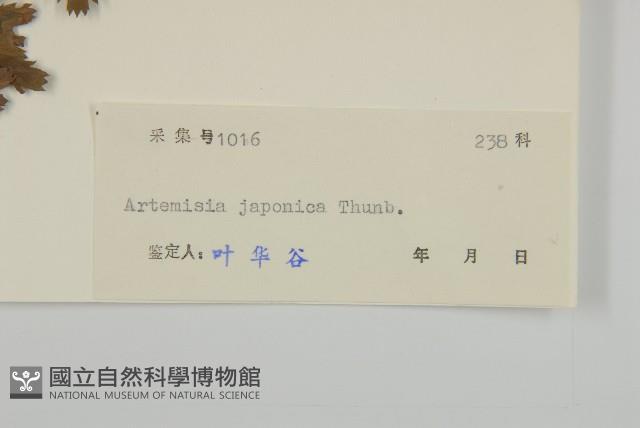 采集号1016 238科
Artemisia japonica Thunb.
鉴定人: 叶华谷 年 月 日
國立自然科學博物館
NATIONAL MUSEUM OF NATURAL SCIENCE